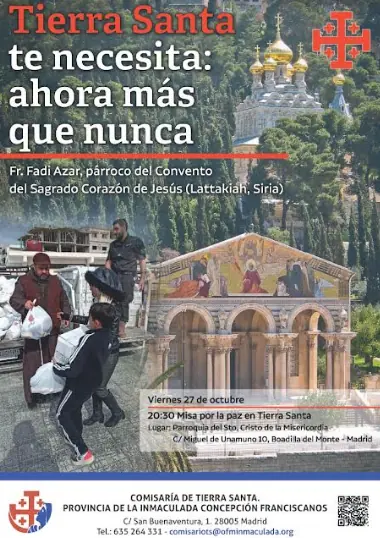 Tierra Santa
te necesita:
ahora más
que nunca
Fr. Fadi Azar, párroco del Convento
del Sagrado Corazón de Jesús (Lattakiah, Siria)
Viernes 27 de octubre
20:30 Misa por la paz en Tierra Santa
Lugar: Parroquia del Sto. Cristo de la Misericordia
C/ Miguel de Unamuno 10, Boadilla del Monte - Madrid
COMISARÍA DE TIERRA SANTA.
PROVINCIA DE LA INMACULADA CONCEPCIÓN FRANCISCANOS
C/ San Buenaventura, 1. 28005 Madrid
Tel.: 635 264 331 - comisariots@ofminmaculada.org